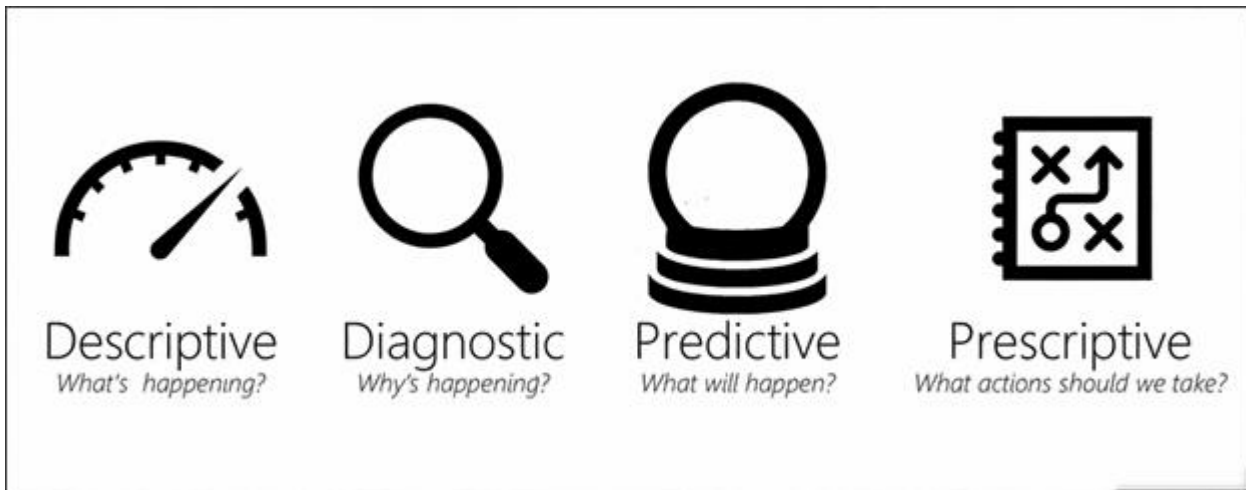 Descriptive
What's happening?
Diagnostic
Why's happening?
Predictive
What will happen?
Prescriptive
What actions should we take?